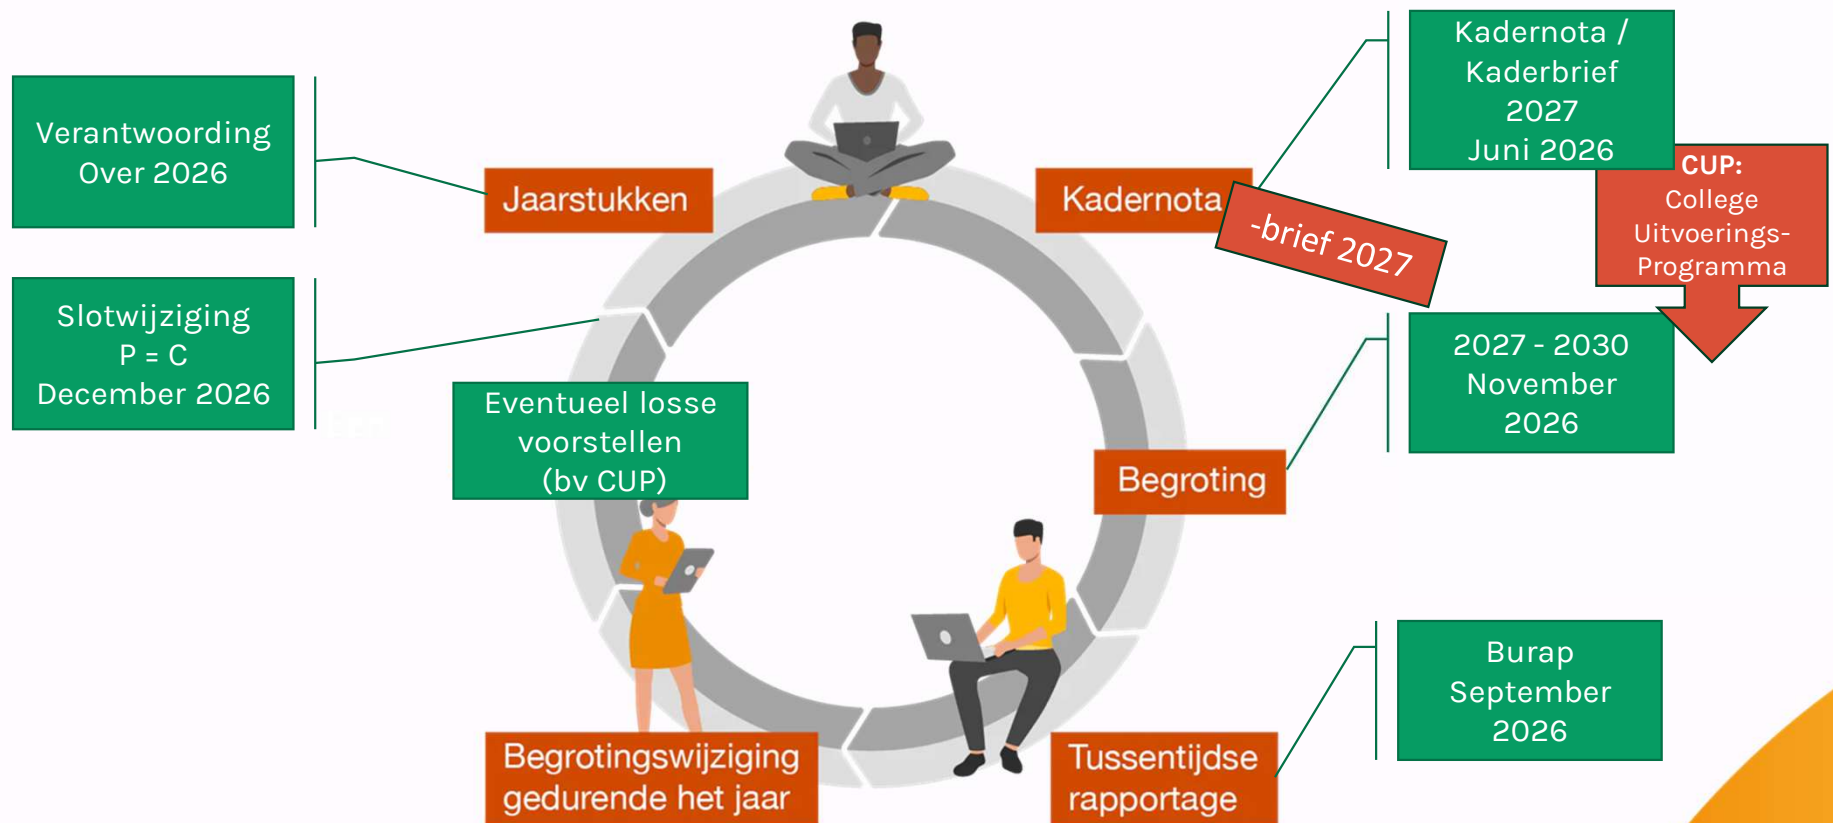 Kadernota /
Kaderbrief
2027
Juni 2026
Verantwoording
Over 2026
CUP:
College
Uitvoerings-
Programma
Jaarstukken
Kadernota
-brief 2027
Slotwijziging
P = C
December 2026
2027 - 2030
November
2026
Eventueel losse
voorstellen
(bv CUP)
Begroting
Burap
September
2026
Begrotingswijziging
gedurende het jaar
Tussentijdse
rapportage